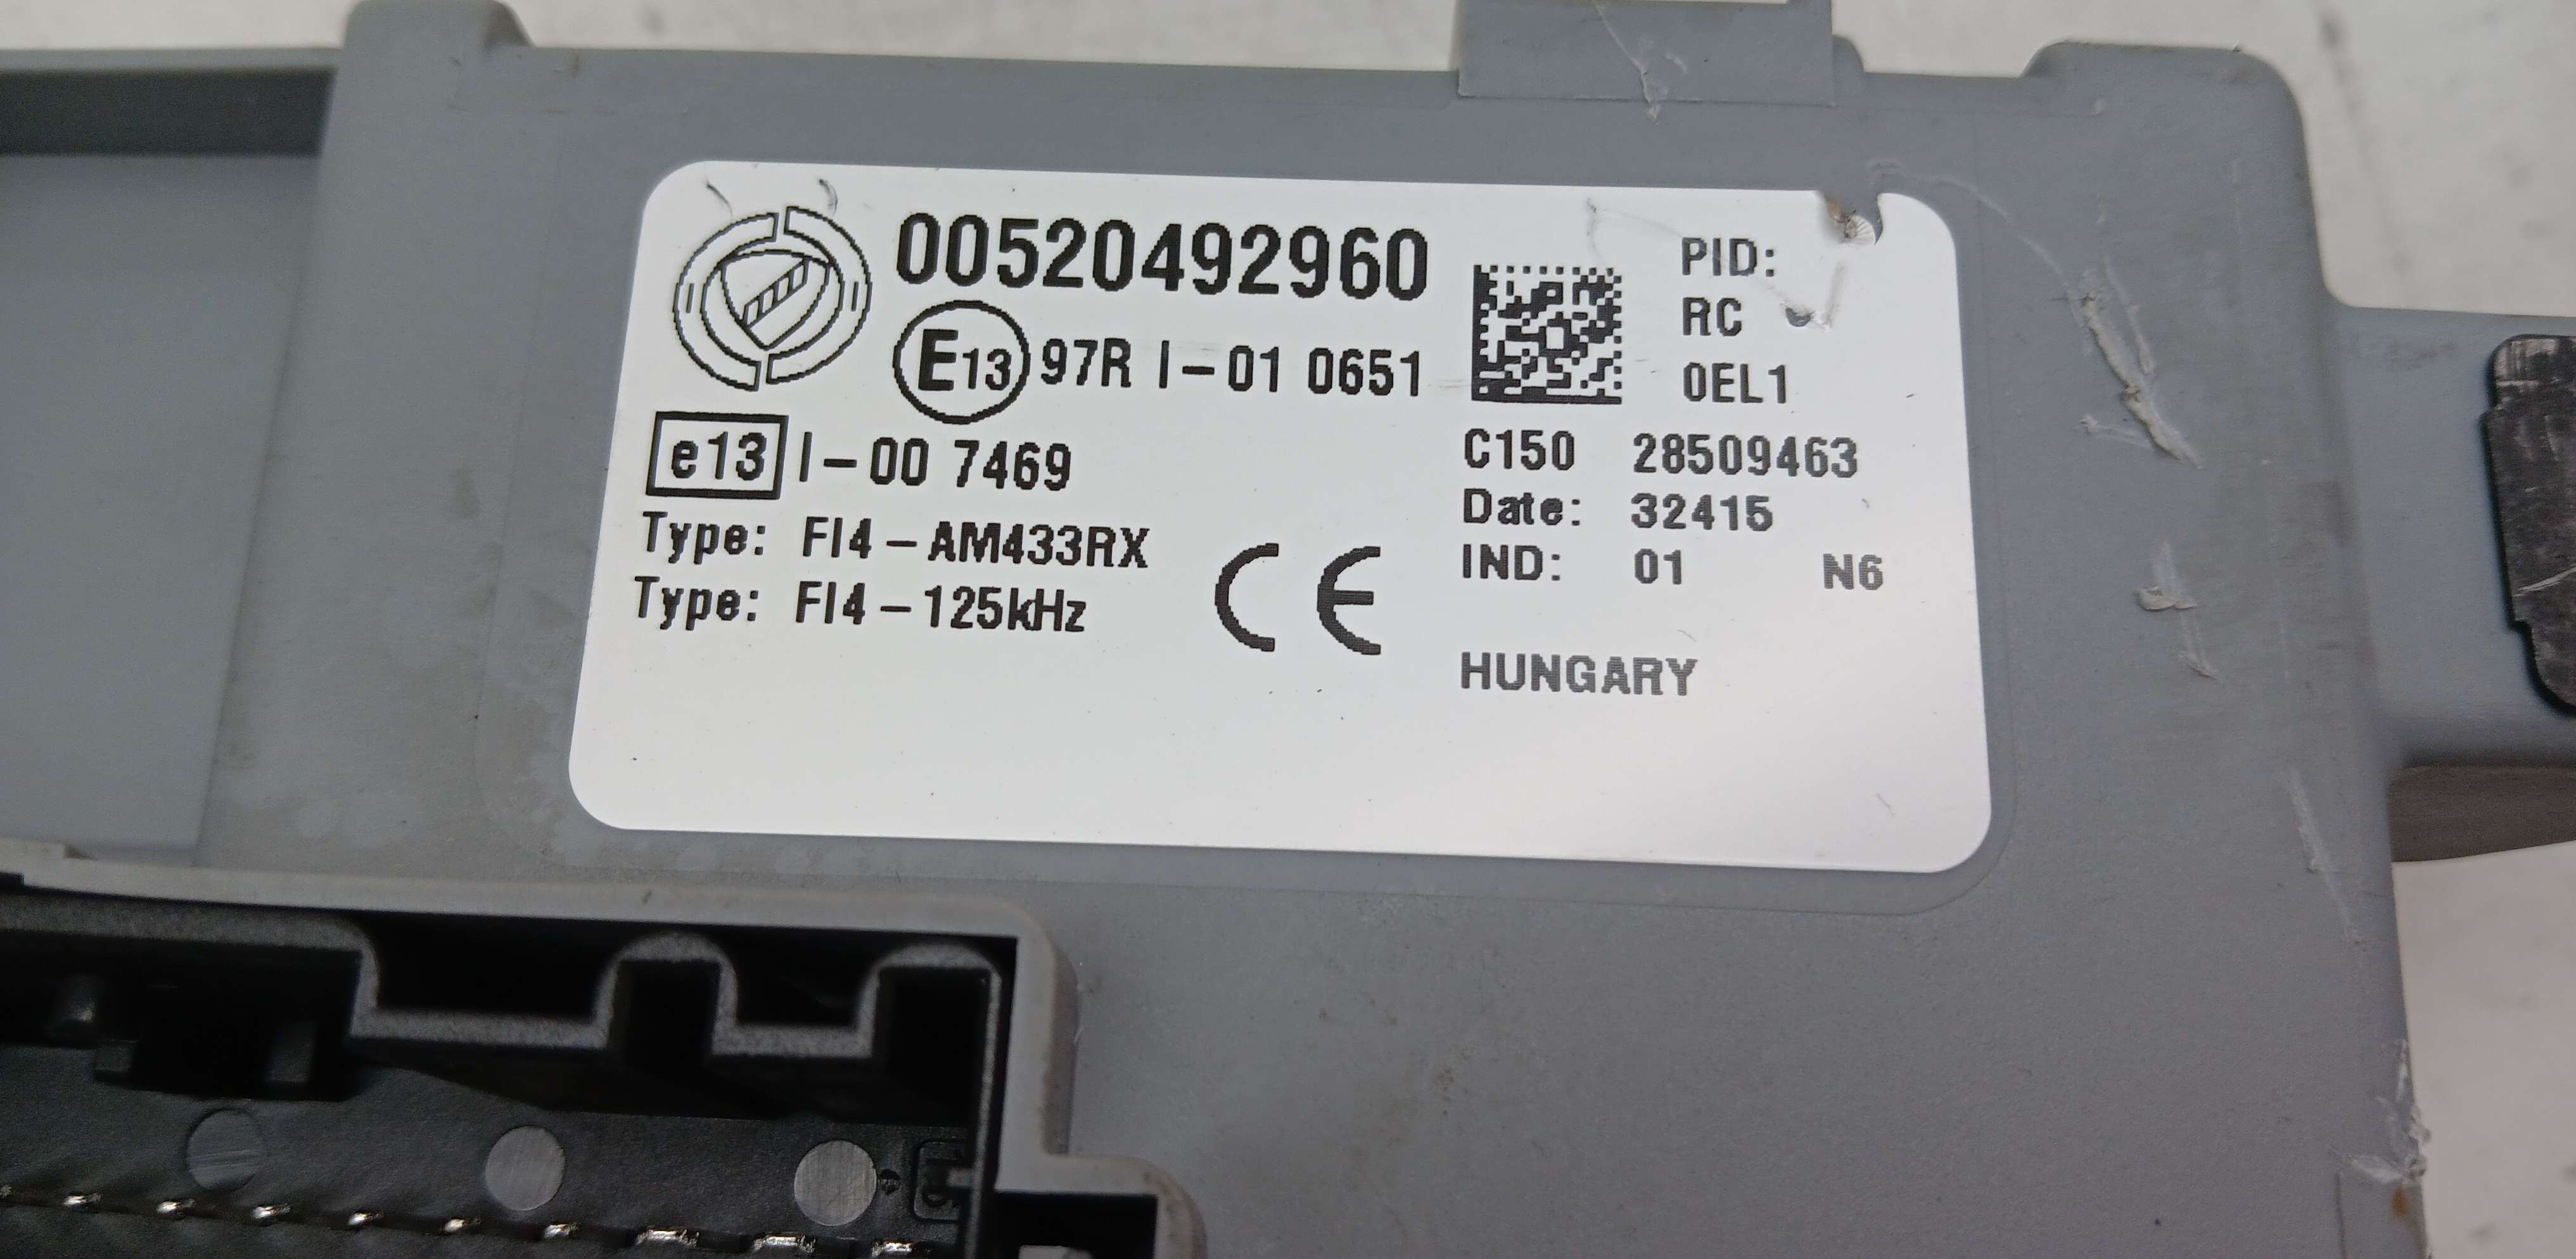 00520492960
E13 97R I-01 0651
e13 I-00 7469
Type: FI4-AM433RX
Type: FI4-125kHz
CE
PID:
RC
0EL1
C150 28509463
Date: 32415
IND: 01 N6
HUNGARY